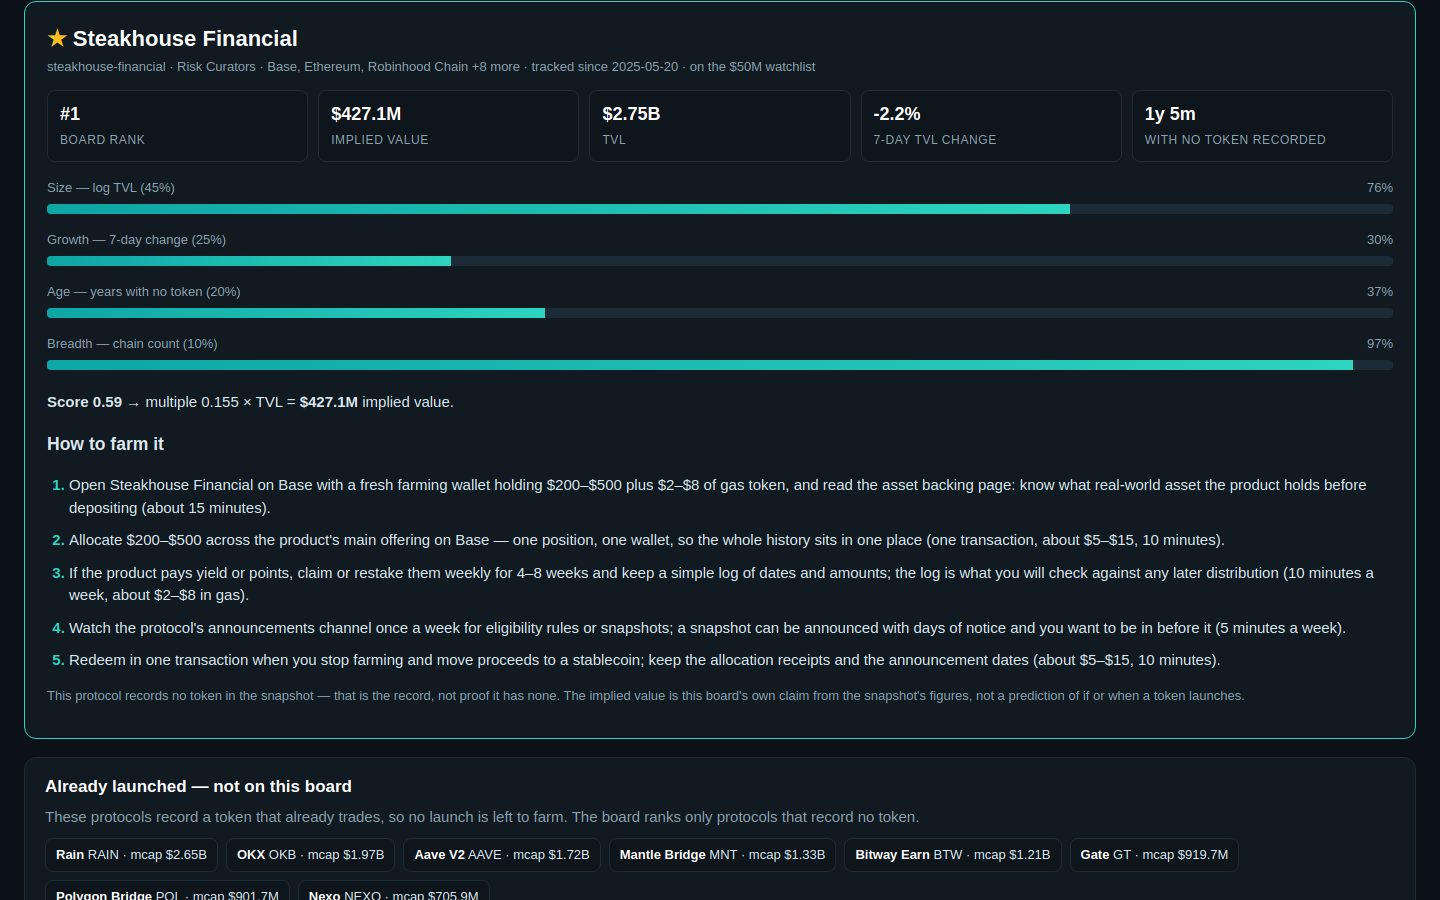 ★ Steakhouse Financial
steakhouse-financial · Risk Curators · Base, Ethereum, Robinhood Chain +8 more · tracked since 2025-05-20 · on the $50M watchlist
#1
BOARD RANK
$427.1M
IMPLIED VALUE
$2.75B
TVL
-2.2%
7-DAY TVL CHANGE
1y 5m
WITH NO TOKEN RECORDED
Size — log TVL (45%)
76%
Growth — 7-day change (25%)
30%
Age — years with no token (20%)
37%
Breadth — chain count (10%)
97%
Score 0.59 → multiple 0.155 × TVL = $427.1M implied value.
How to farm it
1. Open Steakhouse Financial on Base with a fresh farming wallet holding $200–$500 plus $2–$8 of gas token, and read the asset backing page: know what real-world asset the product holds before
depositing (about 15 minutes).
2. Allocate $200–$500 across the product's main offering on Base — one position, one wallet, so the whole history sits in one place (one transaction, about $5–$15, 10 minutes).
3. If the product pays yield or points, claim or restake them weekly for 4–8 weeks and keep a simple log of dates and amounts; the log is what you will check against any later distribution (10 minutes a
week, about $2–$8 in gas).
4. Watch the protocol's announcements channel once a week for eligibility rules or snapshots; a snapshot can be announced with days of notice and you want to be in before it (5 minutes a week).
5. Redeem in one transaction when you stop farming and move proceeds to a stablecoin; keep the allocation receipts and the announcement dates (about $5–$15, 10 minutes).
This protocol records no token in the snapshot — that is the record, not proof it has none. The implied value is this board's own claim from the snapshot's figures, not a prediction of if or when a token launches.
Already launched — not on this board
These protocols record a token that already trades, so no launch is left to farm. The board ranks only protocols that record no token.
Rain RAIN · mcap $2.65B
OKX OKB · mcap $1.97B
Aave V2 AAVE · mcap $1.72B
Mantle Bridge MNT · mcap $1.33B
Bitway Earn BTW · mcap $1.21B
Gate GT · mcap $919.7M
Polygon Bridge POL · mcap $901.7M
Nexo NEXO · mcap $705.9M